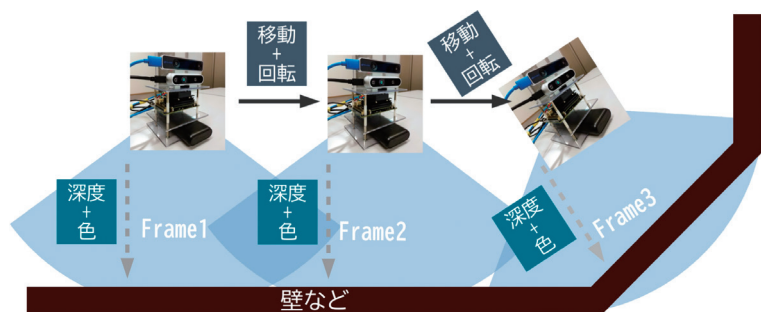 移動
+
回転
移動
+
回転
深度
+
色
Frame1
深度
+
色
Frame2
深度
+
色
Frame3
壁など